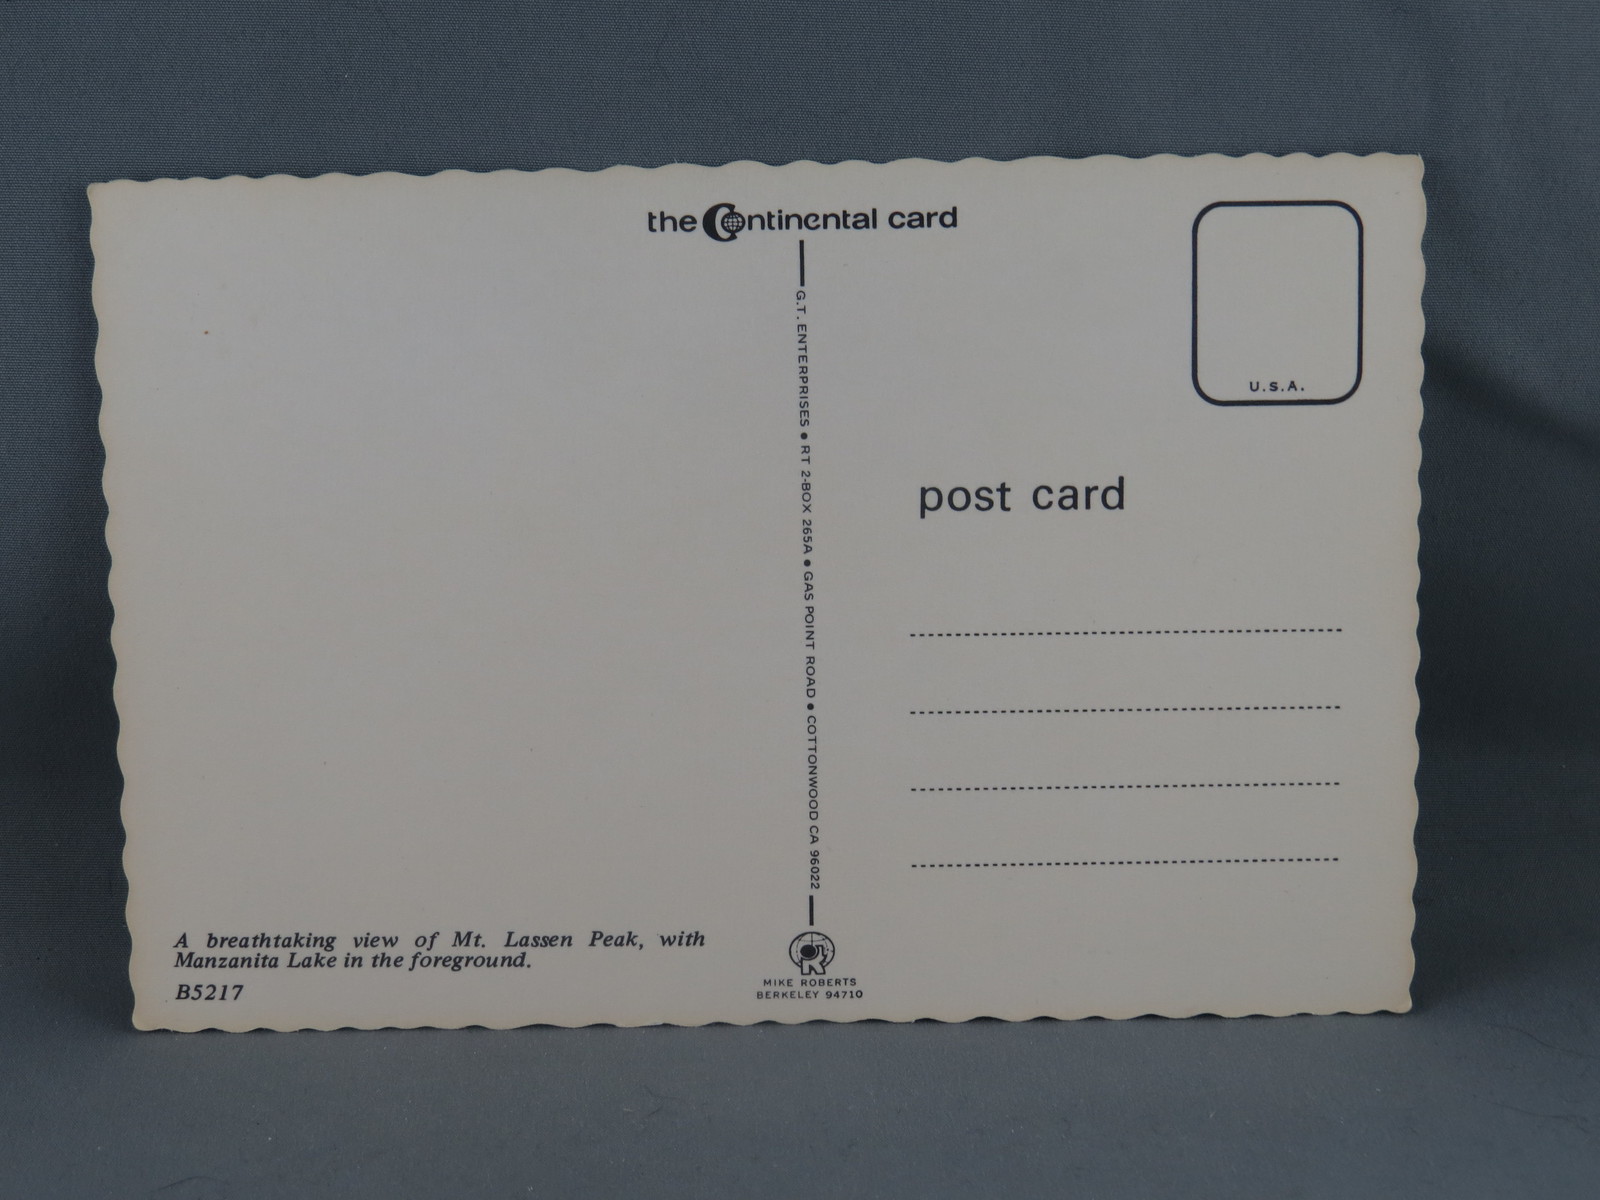 the Continental card
U.S.A.
G.T. ENTERPRISES • RT 2-BOX 265A • GAS POINT ROAD • COTTONWOOD CA 96022
post card
A breathtaking view of Mt. Lassen Peak, with
Manzanita Lake in the foreground.
B5217
R
MIKE ROBERTS
BERKELEY 94710